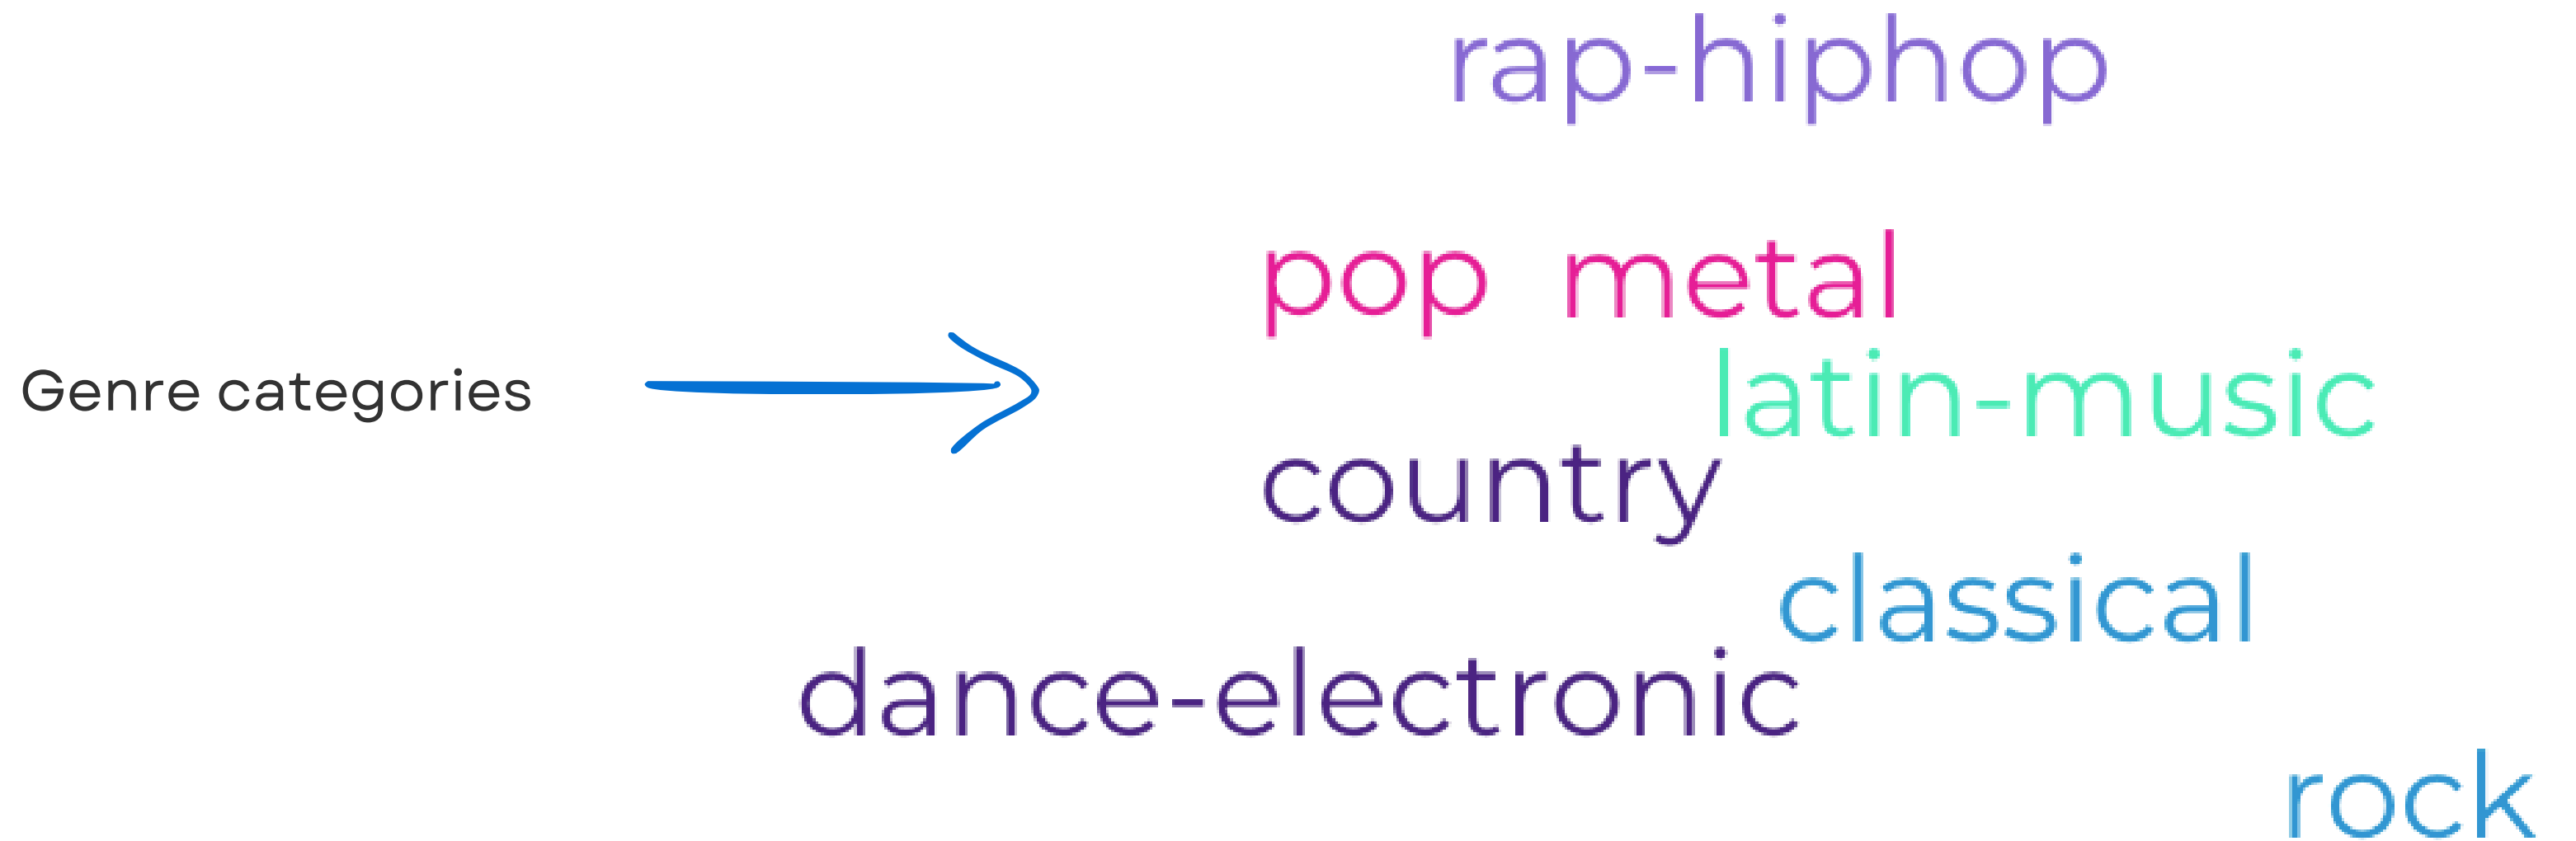 rap-hiphop
pop metal
latin-music
Genre categories
country
classical
dance-electronic
rock